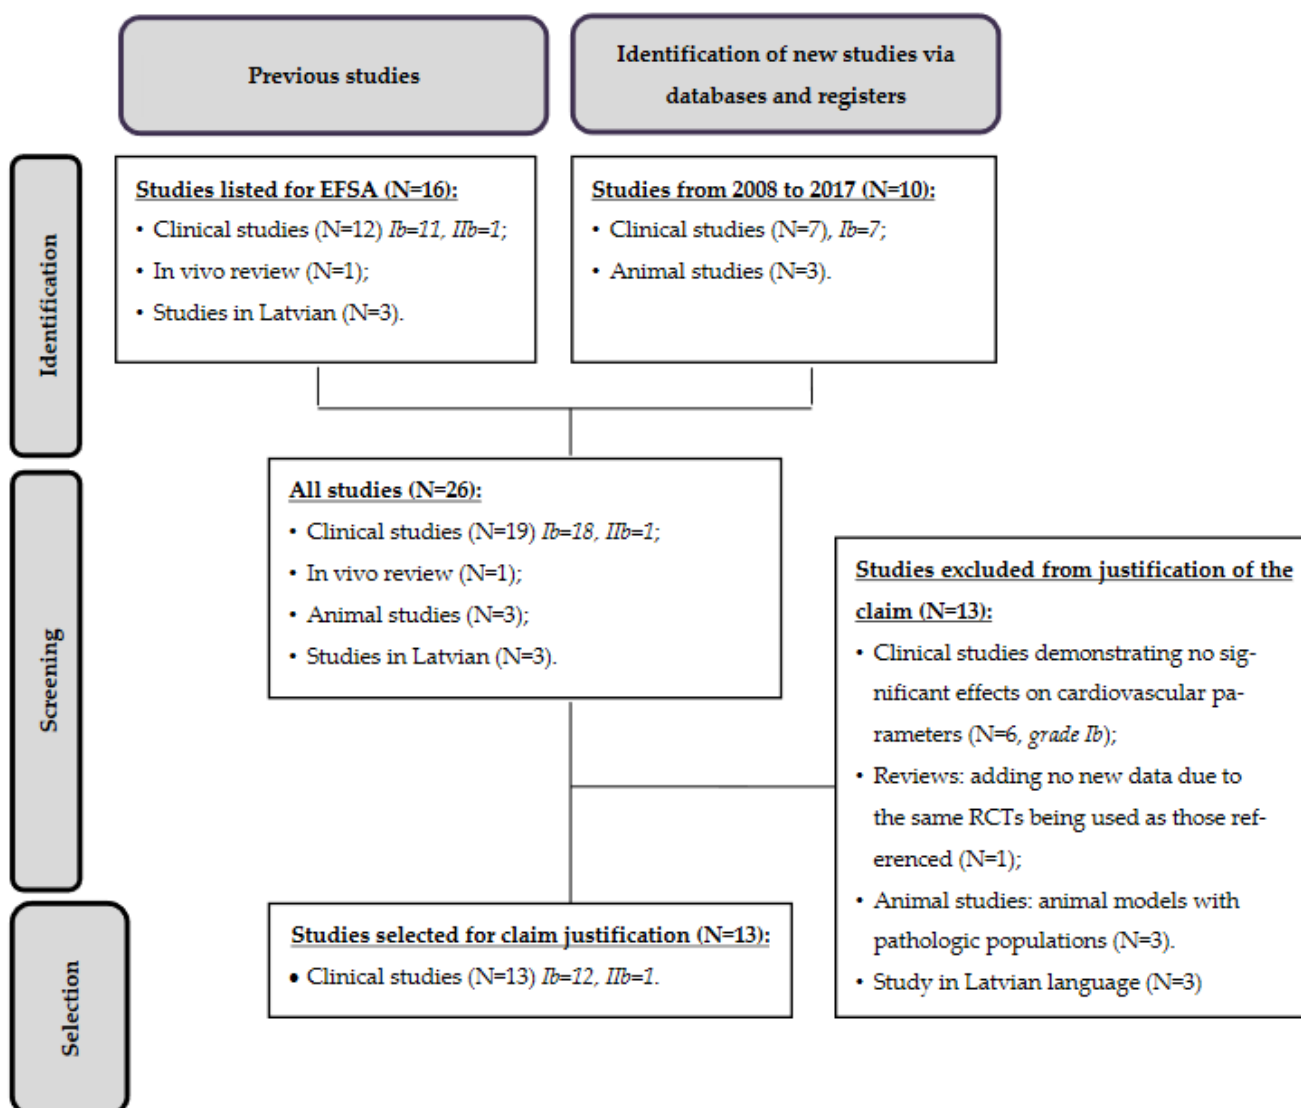 Previous studies
Identification of new studies via
databases and registers
Identification
Studies listed for EFSA (N=16):
• Clinical studies (N=12) Ib=11, IIb=1;
• In vivo review (N=1);
• Studies in Latvian (N=3).
Studies from 2008 to 2017 (N=10):
• Clinical studies (N=7), Ib=7;
• Animal studies (N=3).
Screening
All studies (N=26):
• Clinical studies (N=19) Ib=18, IIb=1;
• In vivo review (N=1);
• Animal studies (N=3);
• Studies in Latvian (N=3).
Studies excluded from justification of the
claim (N=13):
• Clinical studies demonstrating no sig-
nificant effects on cardiovascular pa-
rameters (N=6, grade Ib);
• Reviews: adding no new data due to
the same RCTs being used as those ref-
erenced (N=1);
• Animal studies: animal models with
pathologic populations (N=3).
• Study in Latvian language (N=3)
Selection
Studies selected for claim justification (N=13):
• Clinical studies (N=13) Ib=12, IIb=1.